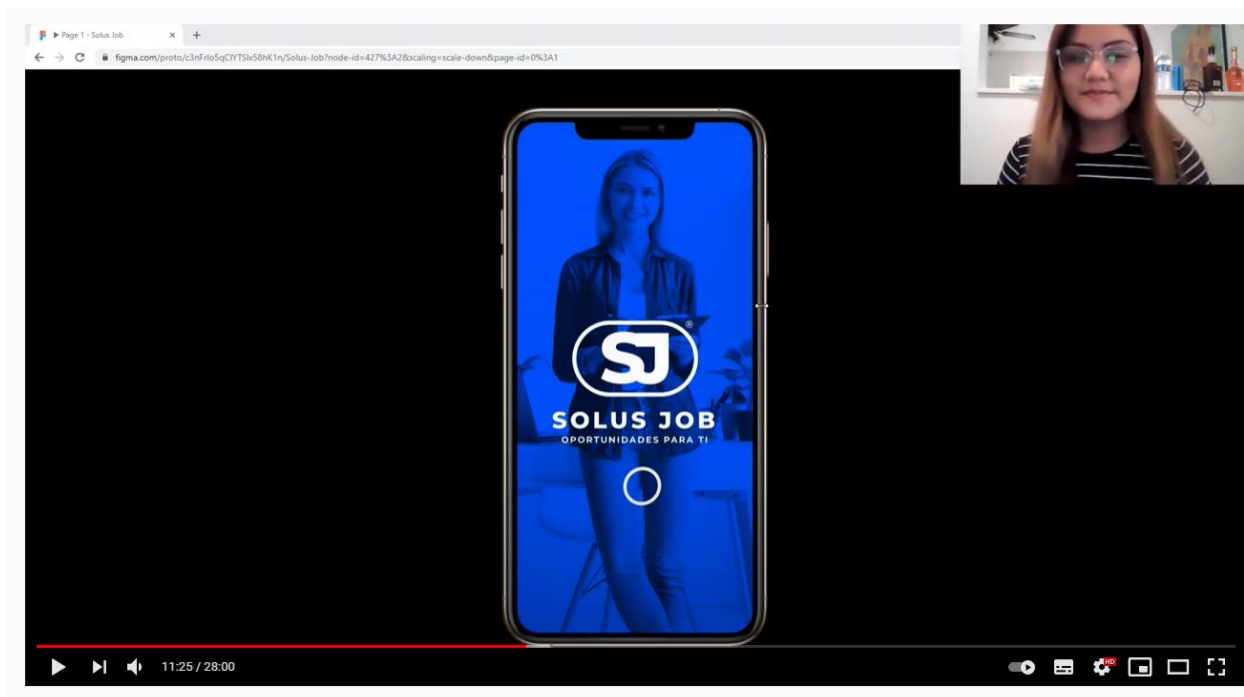 Page 1 - Solus Job
figma.com/proto/c3nFrlo5qClYTSlx58hK1n/Solus-Job?node-id=427%3A2&scaling=scale-down&page-id=0%3A1
SJ
®
SOLUS JOB
OPORTUNIDADES PARA TI
11:25 / 28:00
HD